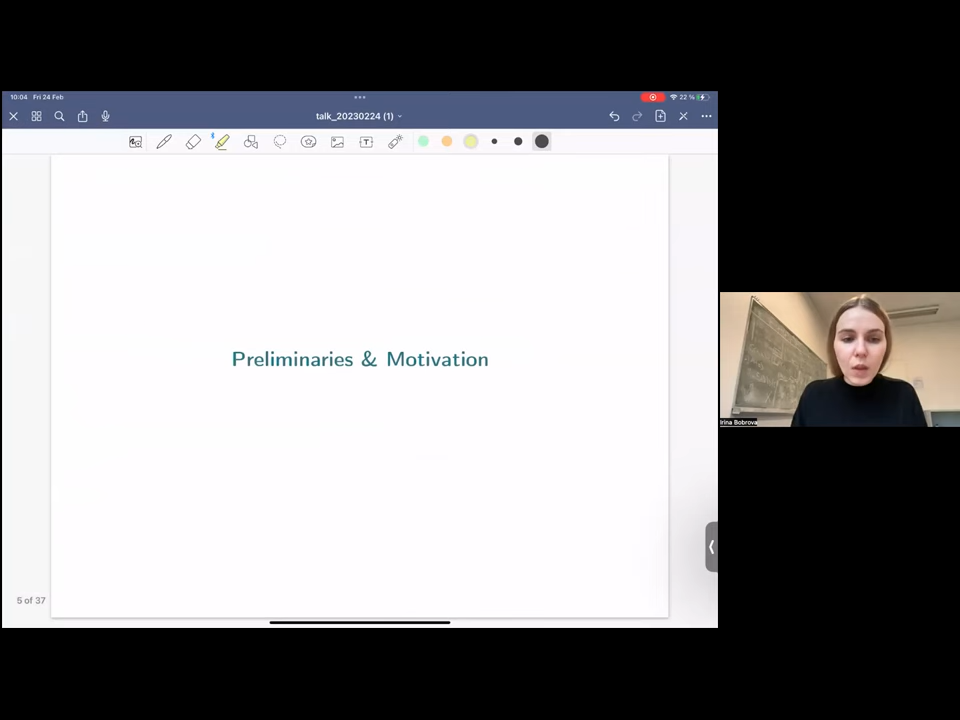 10:04 Fri 24 Feb
22 %
talk_20230224 (1)
T
Preliminaries & Motivation
5 of 37
Irina Bobrova